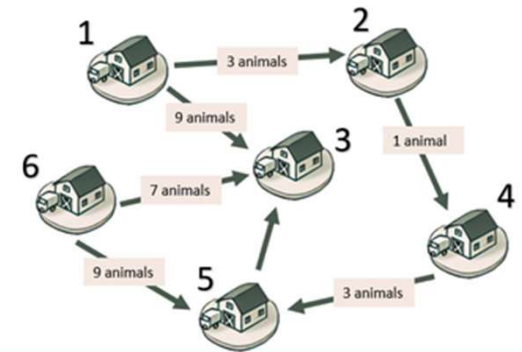 1
2
3 animals
9 animals
3
1 animal
6
7 animals
4
9 animals
5
3 animals